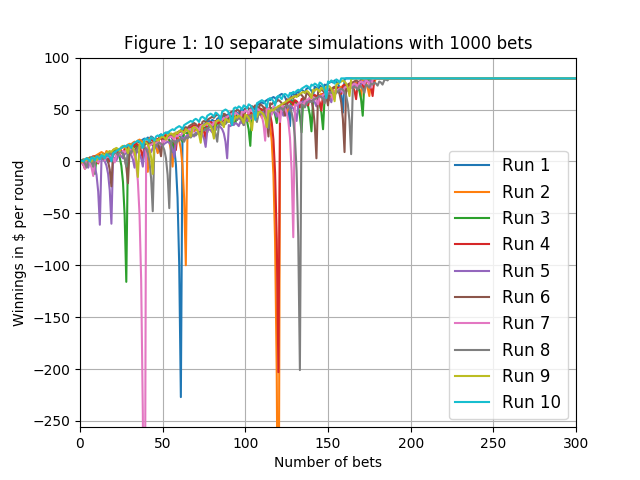 Figure 1: 10 separate simulations with 1000 bets
Winnings in $ per round
100
50
0
−50
−100
−150
−200
−250
0 50 100 150 200 250 300
Number of bets
Run 1
Run 2
Run 3
Run 4
Run 5
Run 6
Run 7
Run 8
Run 9
Run 10